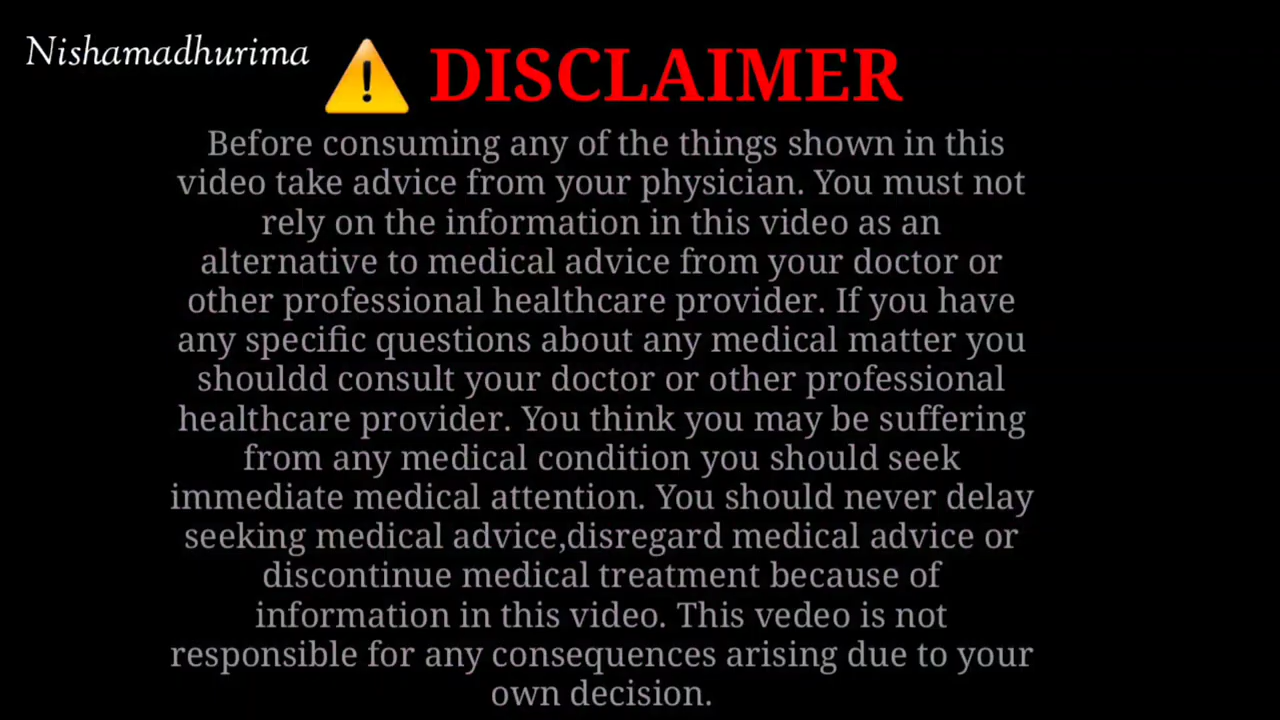 Nishamadhurima
⚠ DISCLAIMER
Before consuming any of the things shown in this
video take advice from your physician. You must not
rely on the information in this video as an
alternative to medical advice from your doctor or
other professional healthcare provider. If you have
any specific questions about any medical matter you
shouldd consult your doctor or other professional
healthcare provider. You think you may be suffering
from any medical condition you should seek
immediate medical attention. You should never delay
seeking medical advice,disregard medical advice or
discontinue medical treatment because of
information in this video. This vedeo is not
responsible for any consequences arising due to your
own decision.